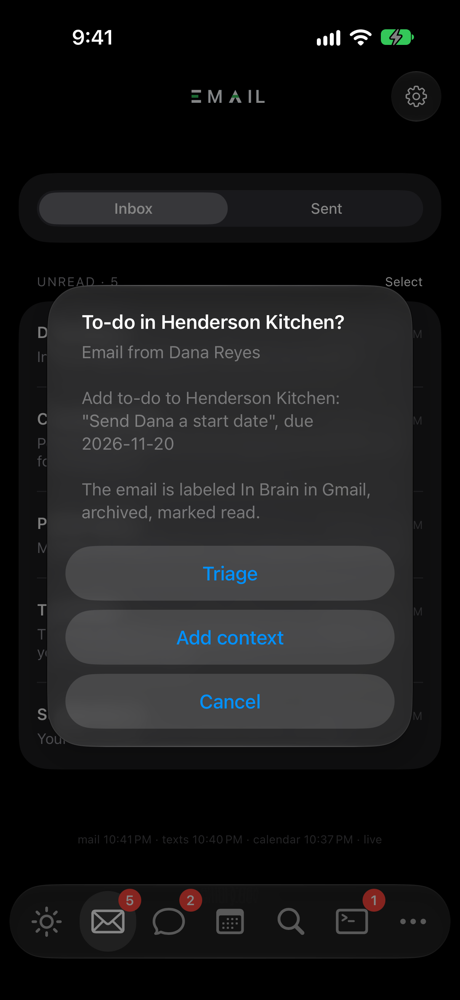 9:41
EMAIL
Inbox
Sent
UNREAD · 5
Select
To-do in Henderson Kitchen?
Email from Dana Reyes
Add to-do to Henderson Kitchen:
"Send Dana a start date", due
2026-11-20
The email is labeled In Brain in Gmail,
archived, marked read.
Triage
Add context
Cancel
mail 10:41 PM · texts 10:40 PM · calendar 10:37 PM · live
5
2
1